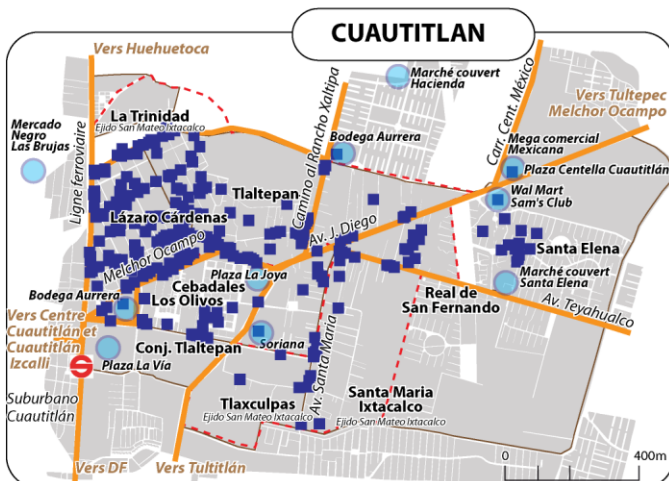 CUAUTITLAN
Vers Huehuetoca
Marché couvert
Hacienda
Carr. Cent. México
Vers Tultepec
Melchor Ocampo
La Trinidad
Ejido San Mateo Ixtacalco
Mercado
Negro
Las Brujas
Ligne ferroviaire
Camino al Rancho Xaltipa
Bodega Aurrera
Mega comercial
Mexicana
Plaza Centella Cuautitlán
Tlaltepan
Wal Mart
Sam's Club
Lázaro Cárdenas
Av. J. Diego
Melchor Ocampo
Santa Elena
Plaza La Joya
Marché couvert
Santa Elena
Cebadales
Los Olivos
Bodega Aurrera
Real de
San Fernando
Av. Teyahualco
Vers Centre
Cuautitlán et
Cuautitlán
Izcalli
Soriana
Conj. Tlaltepan
Plaza La Vía
Av. Santa Maria
Suburbano
Cuautitlán
Tlaxculpas
Ejido San Mateo Ixtacalco
Santa Maria
Ixtacalco
Ejido San Mateo Ixtacalco
Vers DF
Vers Tultitlán
0 400m